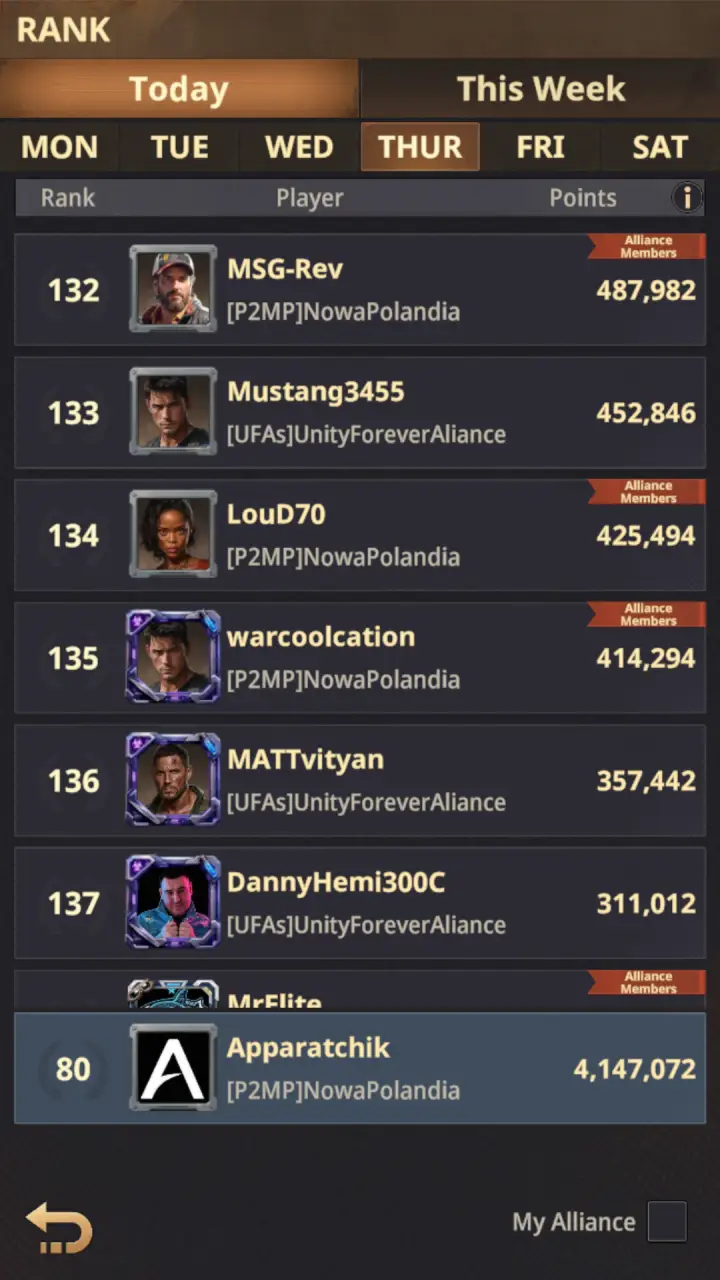 RANK
Today
This Week
MON TUE WED THUR FRI SAT
Rank Player Points i
Alliance
Members
132 MSG-Rev 487,982
[P2MP]NowaPolandia
133 Mustang3455 452,846
[UFAs]UnityForeverAliance
Alliance
Members
134 LouD70 425,494
[P2MP]NowaPolandia
Alliance
Members
135 warcoolcation 414,294
[P2MP]NowaPolandia
136 MATTvityan 357,442
[UFAs]UnityForeverAliance
137 DannyHemi300C 311,012
[UFAs]UnityForeverAliance
Alliance
Members
MrElite
80 Apparatchik 4,147,072
[P2MP]NowaPolandia
My Alliance